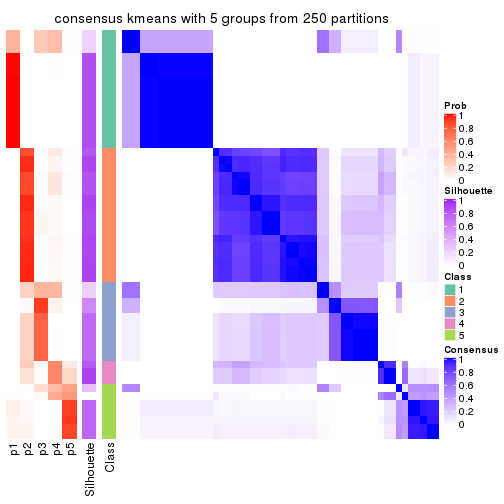 consensus kmeans with 5 groups from 250 partitions
Prob
1
0.8
0.6
0.4
0.2
0
Silhouette
1
0.8
0.6
0.4
0.2
0
Class
1
2
3
4
5
Consensus
1
0.8
0.6
0.4
0.2
0
p1
p2
p3
p4
p5
Silhouette
Class